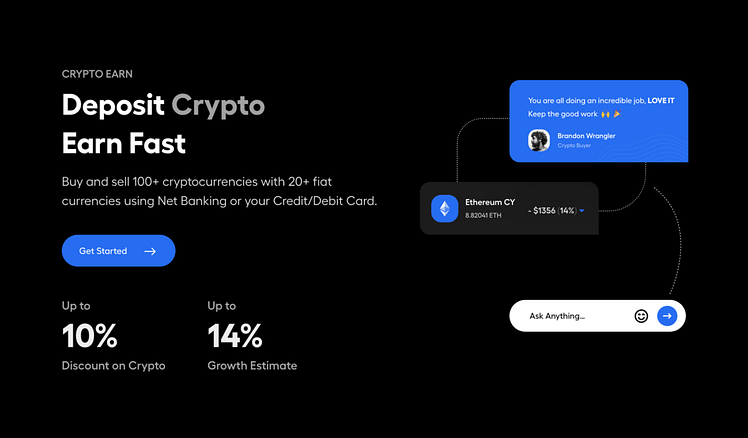 CRYPTO EARN
Deposit Crypto
Earn Fast
Buy and sell 100+ cryptocurrencies with 20+ fiat
currencies using Net Banking or your Credit/Debit Card.
Get Started
Up to
10%
Discount on Crypto
Up to
14%
Growth Estimate
You are all doing an incredible job, LOVE IT
Keep the good work 🙌 🎉
Brandon Wrangler
Crypto Buyer
Ethereum CY
8.82041 ETH
- $1356 (14%)
Ask Anything...